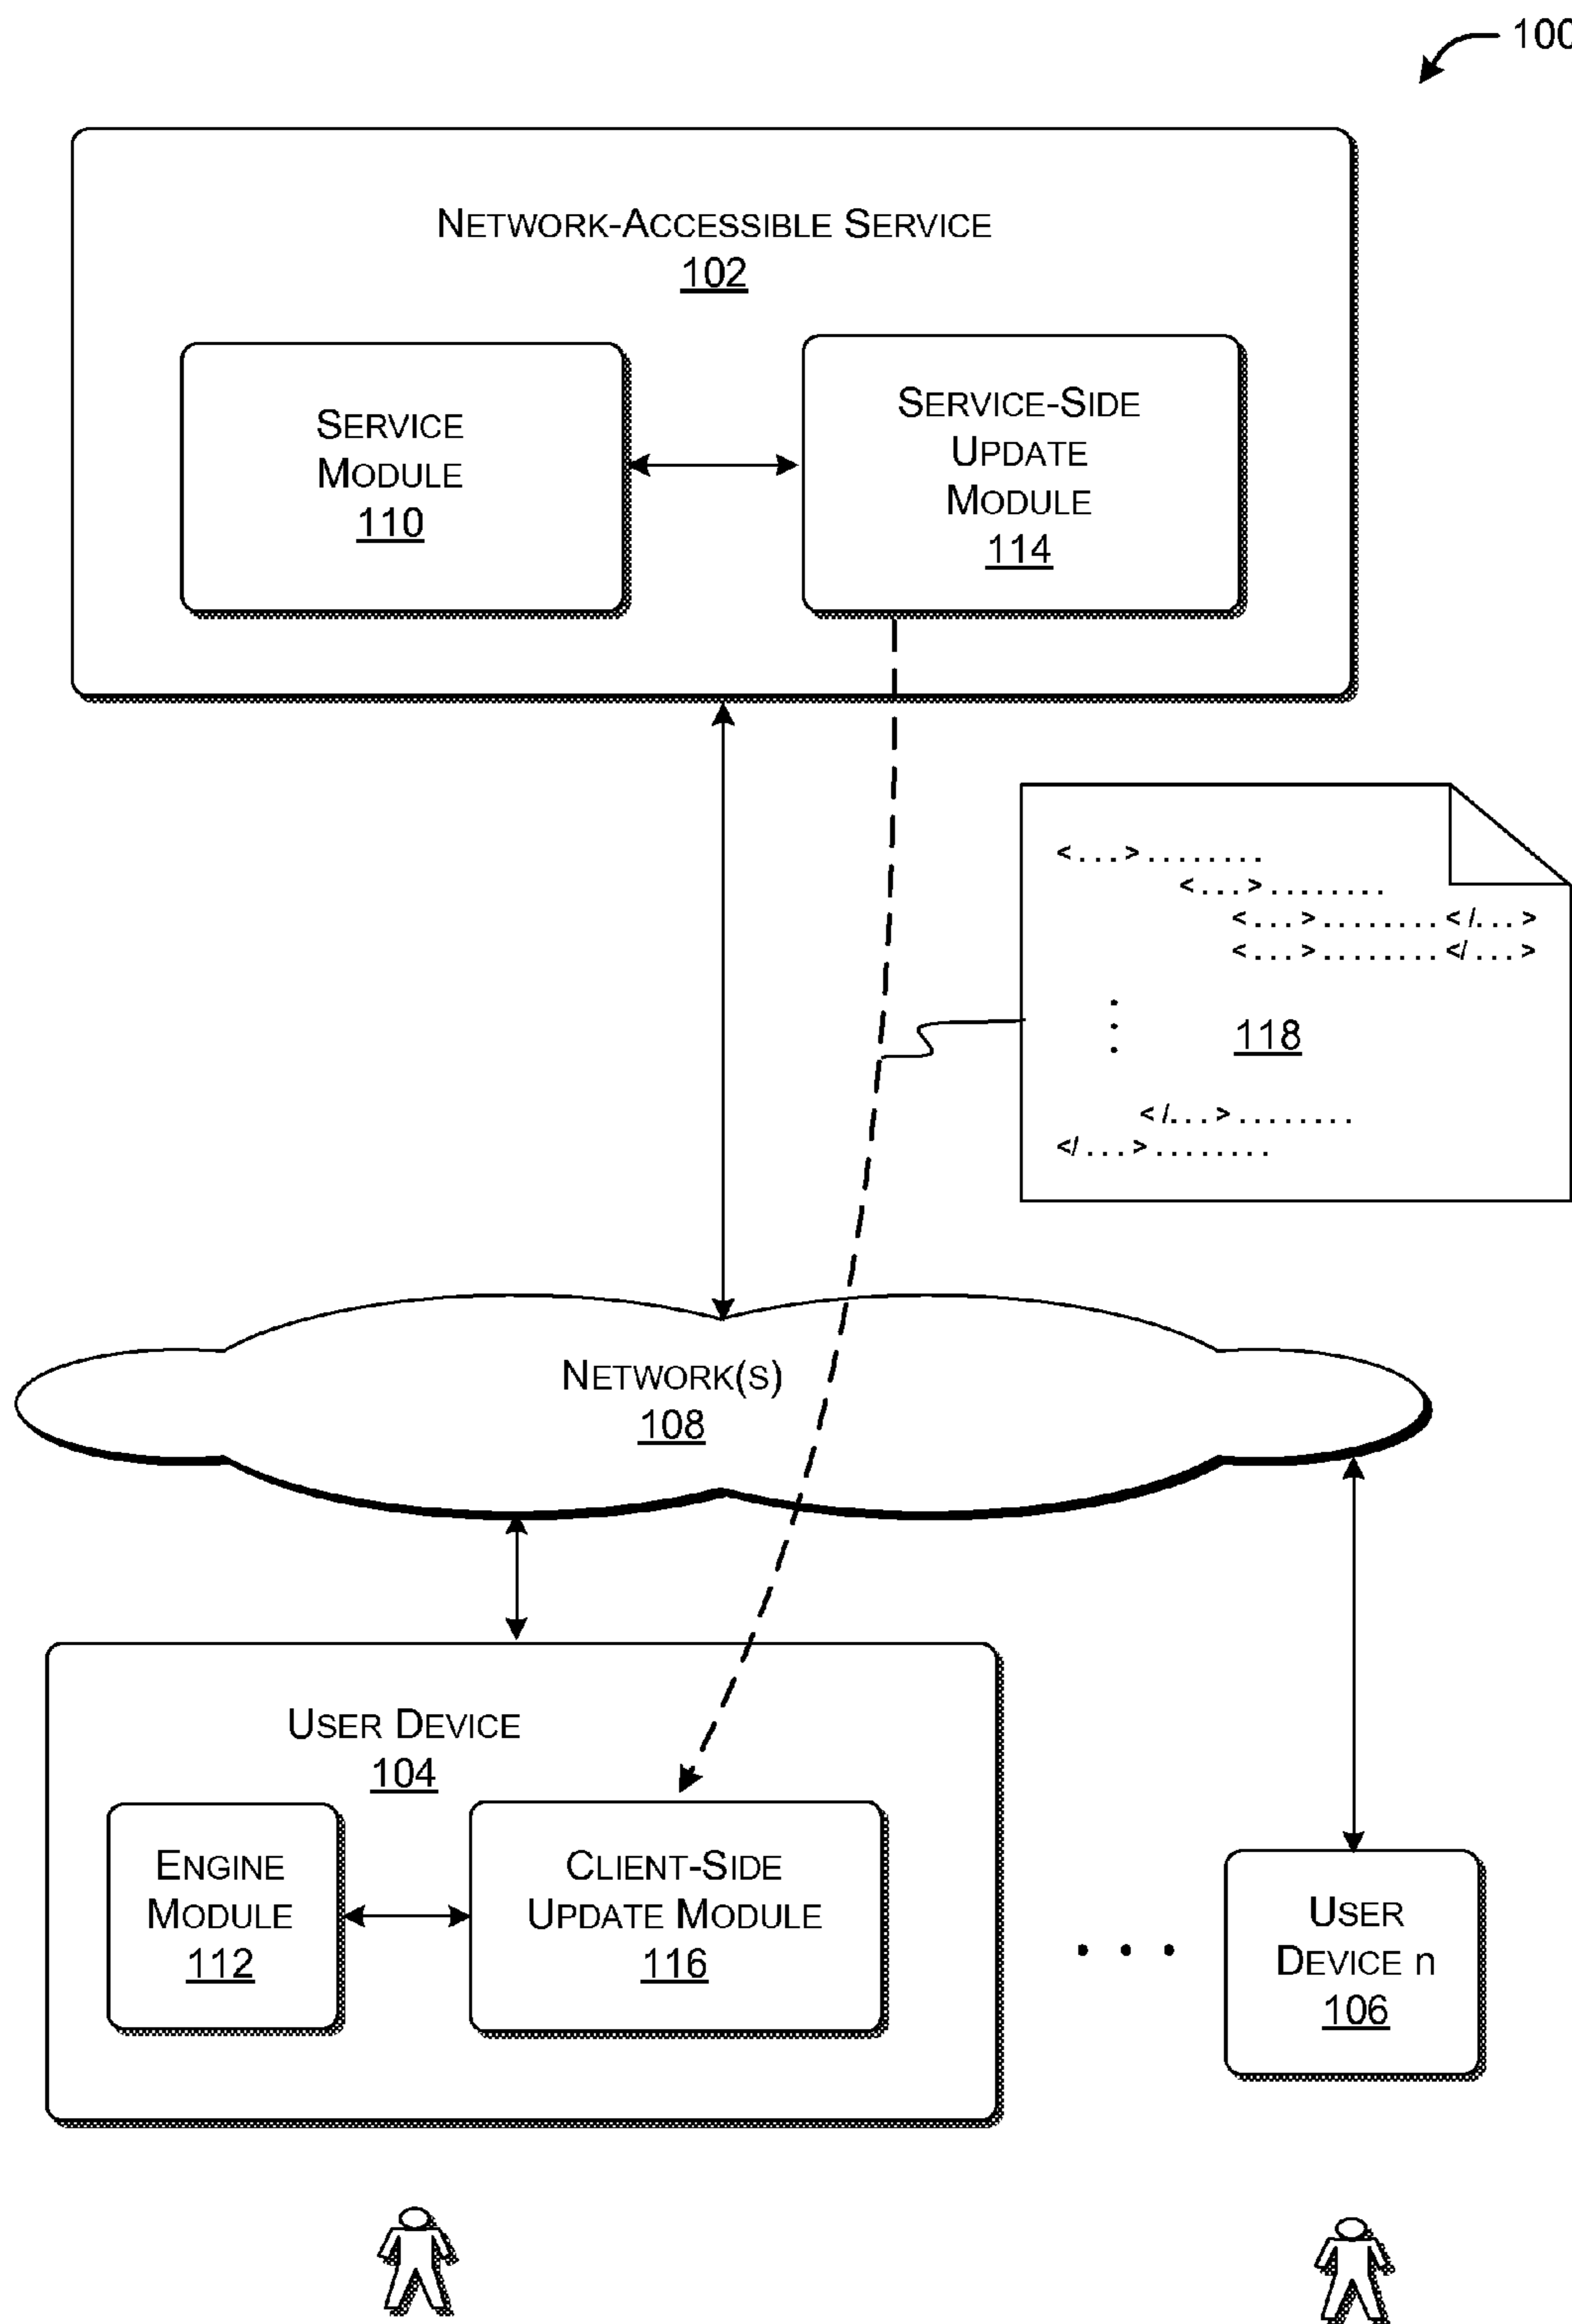 100
NETWORK-ACCESSIBLE SERVICE
102
SERVICE
MODULE
110
SERVICE-SIDE
UPDATE
MODULE
114
<...>........
<...>........
<...>........</...>
<...>........</...>
118
</...>........
</...>........
NETWORK(S)
108
USER DEVICE
104
ENGINE
MODULE
112
CLIENT-SIDE
UPDATE MODULE
116
USER
DEVICE n
106